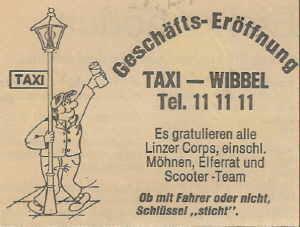 Geschäfts-Eröffnung
TAXI
TAXI — WIBBEL
Tel. 11 11 11
Es gratulieren alle
Linzer Corps, einschl.
Möhnen, Elferrat und
Scooter-Team
Ob mit Fahrer oder nicht,
Schlüssel ,,sticht".